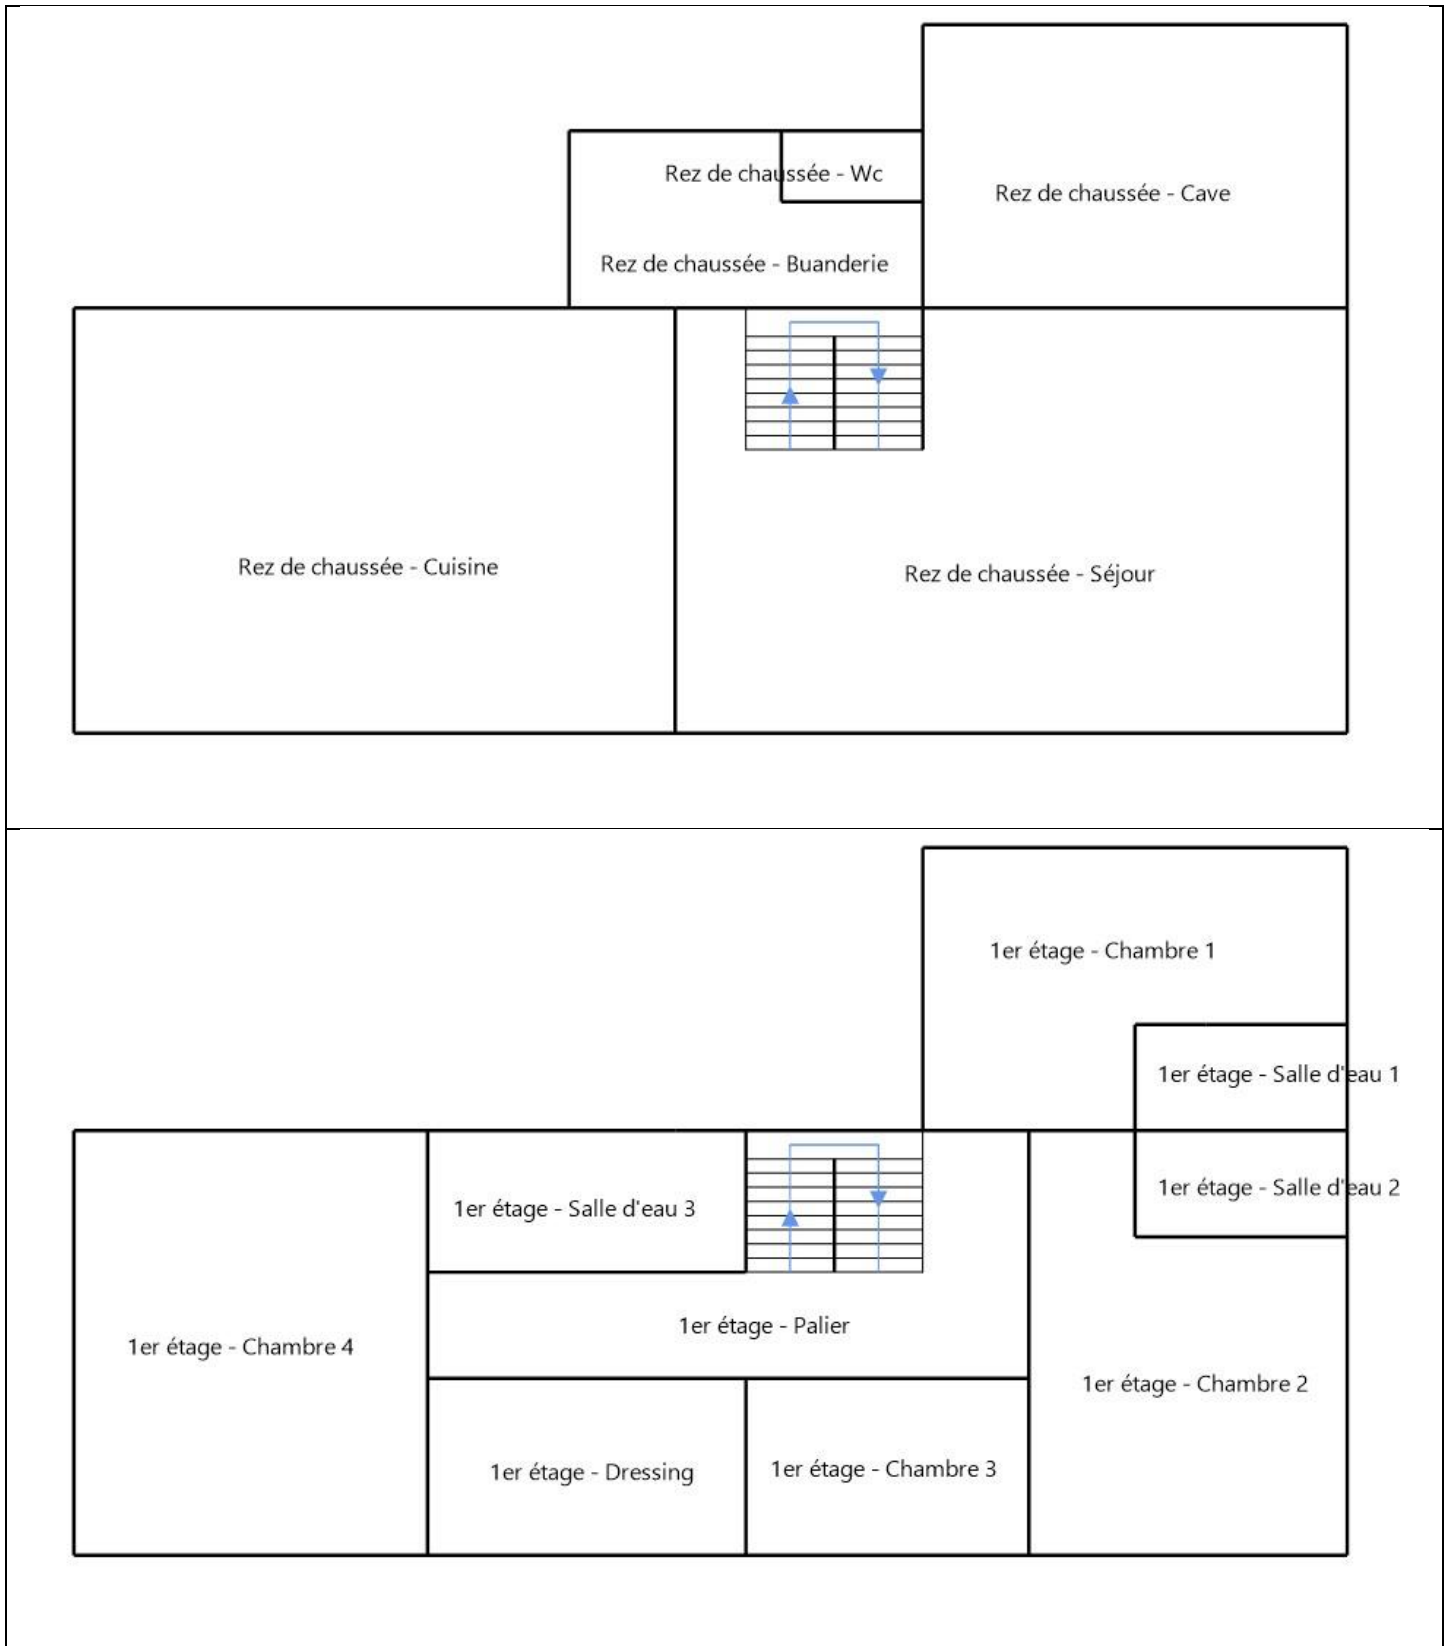 Rez de chaussée - Wc
Rez de chaussée - Cave
Rez de chaussée - Buanderie
Rez de chaussée - Cuisine
Rez de chaussée - Séjour
1er étage - Chambre 1
1er étage - Salle d'eau 1
1er étage - Salle d'eau 2
1er étage - Salle d'eau 3
1er étage - Palier
1er étage - Chambre 4
1er étage - Chambre 2
1er étage - Dressing
1er étage - Chambre 3